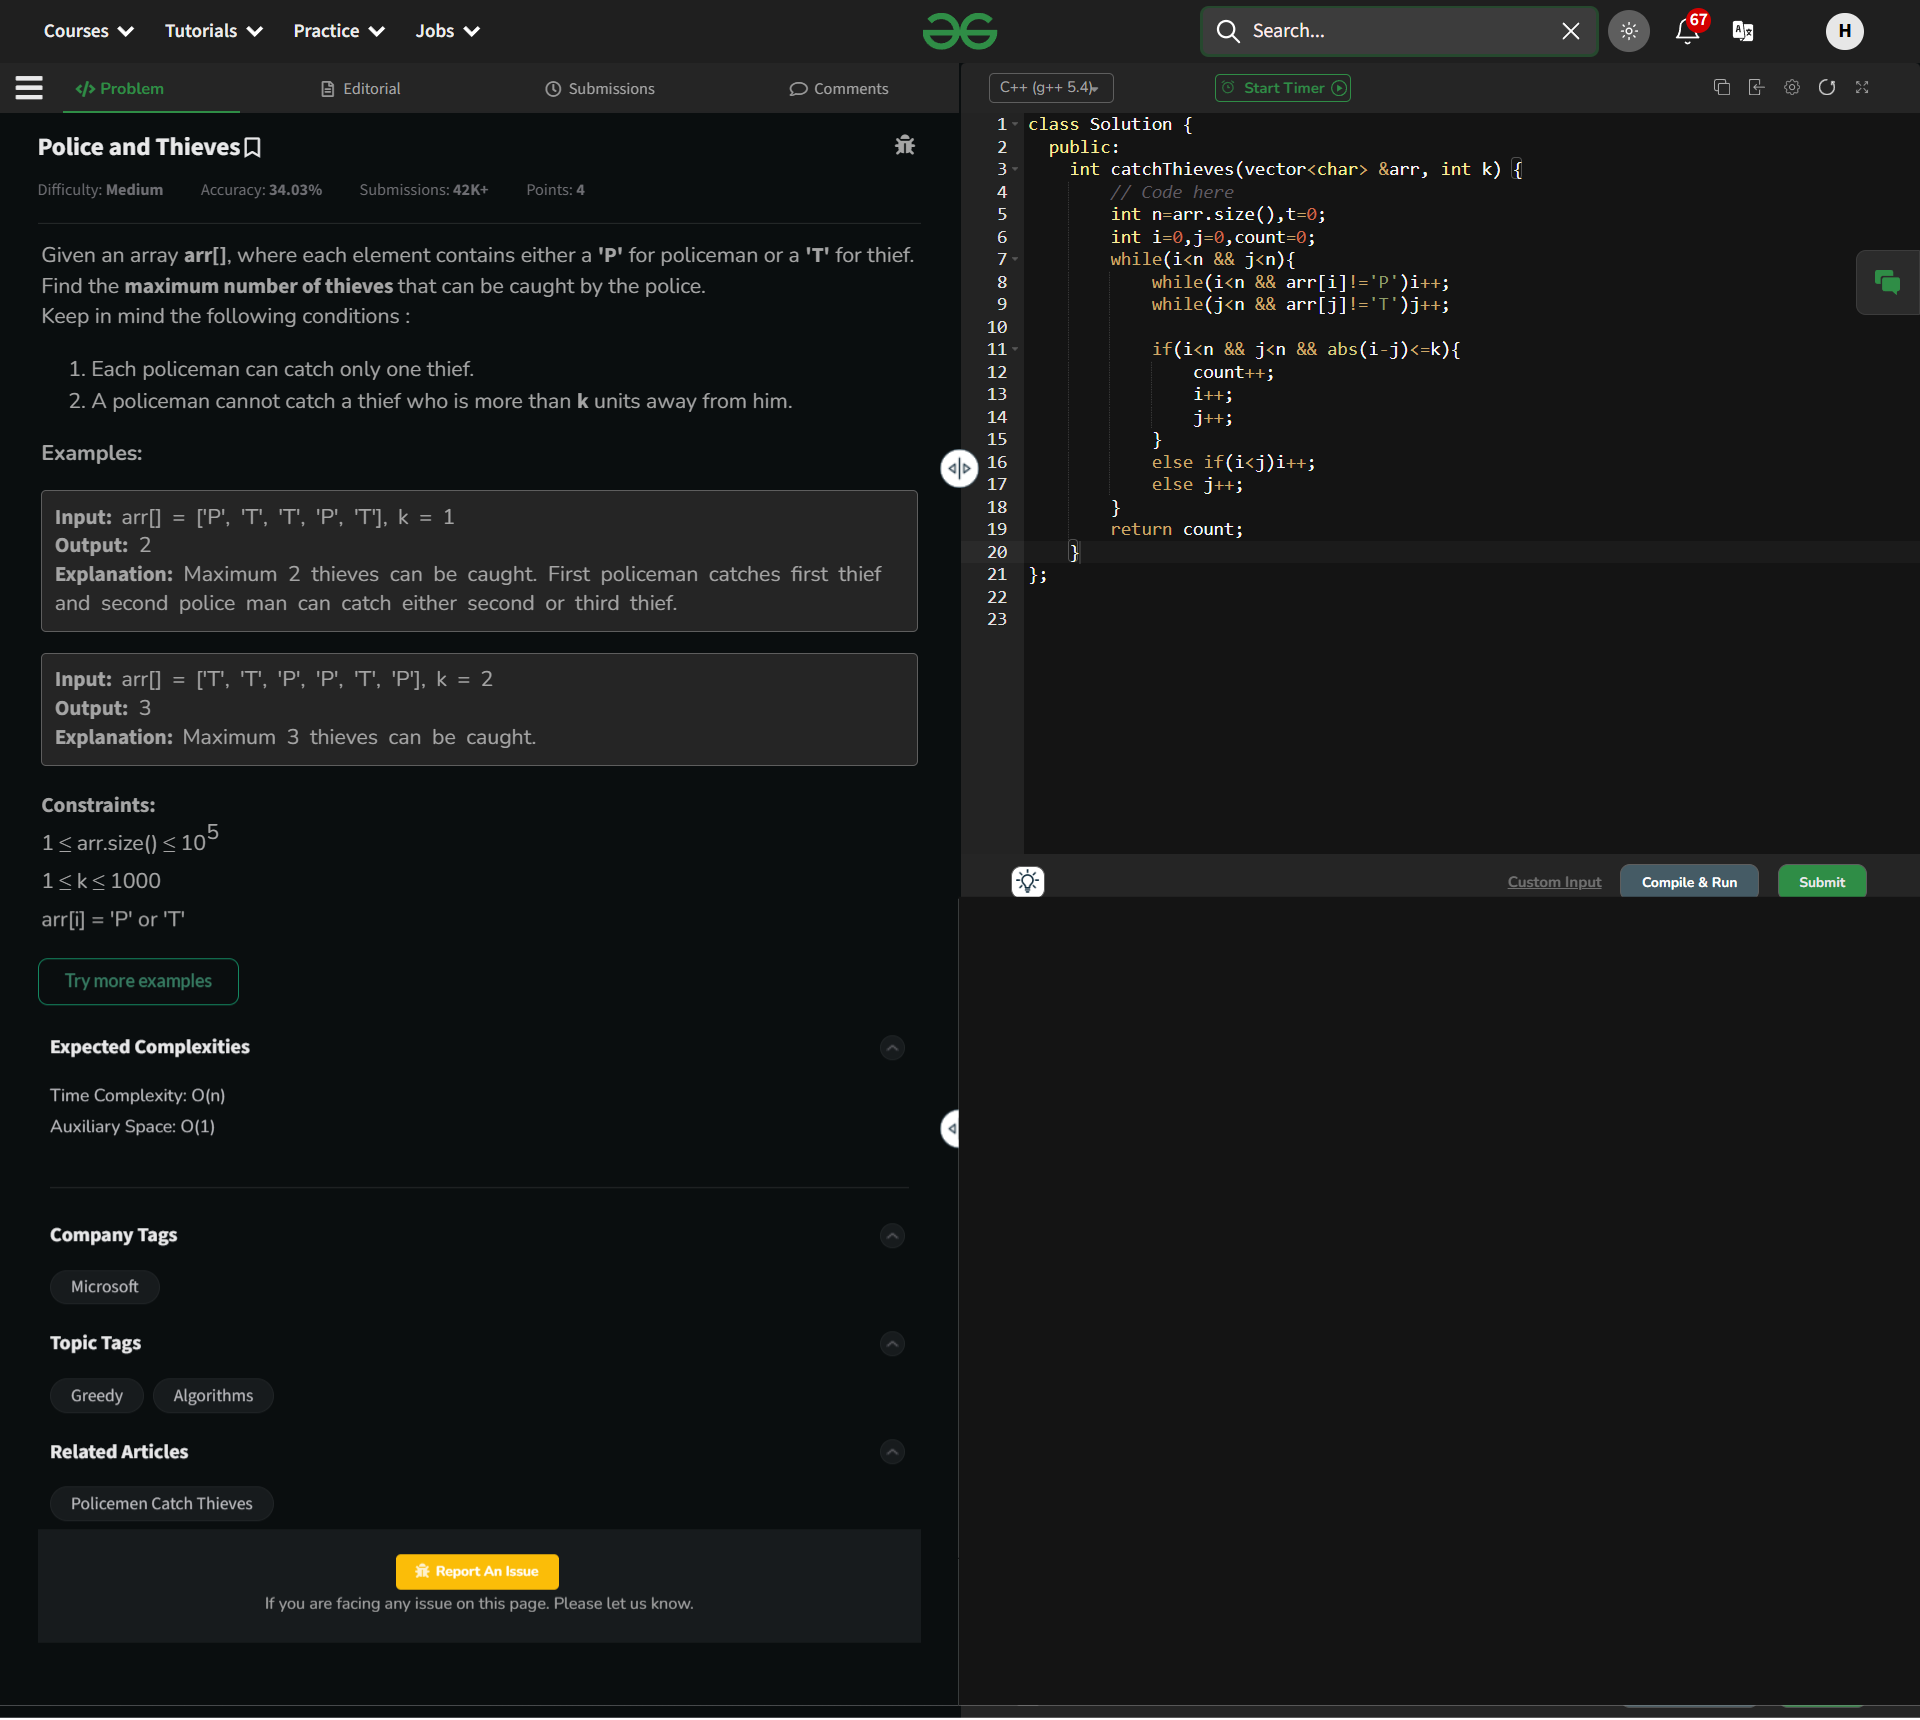 Courses Tutorials Practice Jobs
Search...
67
H
Problem Editorial Submissions Comments
C++ (g++ 5.4) Start Timer
Police and Thieves
Difficulty: Medium Accuracy: 34.03% Submissions: 42K+ Points: 4
Given an array arr[], where each element contains either a 'P' for policeman or a 'T' for thief.
Find the maximum number of thieves that can be caught by the police.
Keep in mind the following conditions :
1. Each policeman can catch only one thief.
2. A policeman cannot catch a thief who is more than k units away from him.
Examples:
Input: arr[] = ['P', 'T', 'T', 'P', 'T'], k = 1
Output: 2
Explanation: Maximum 2 thieves can be caught. First policeman catches first thief
and second police man can catch either second or third thief.
Input: arr[] = ['T', 'T', 'P', 'P', 'T', 'P'], k = 2
Output: 3
Explanation: Maximum 3 thieves can be caught.
Constraints:
1 ≤ arr.size() ≤ 10^5
1 ≤ k ≤ 1000
arr[i] = 'P' or 'T'
Try more examples
Expected Complexities
Time Complexity: O(n)
Auxiliary Space: O(1)
Company Tags
Microsoft
Topic Tags
Greedy Algorithms
Related Articles
Policemen Catch Thieves
Report An Issue
If you are facing any issue on this page. Please let us know.
1 class Solution {
2 public:
3 int catchThieves(vector<char> &arr, int k) {
4 // Code here
5 int n=arr.size(),t=0;
6 int i=0,j=0,count=0;
7 while(i<n && j<n){
8 while(i<n && arr[i]!='P')i++;
9 while(j<n && arr[j]!='T')j++;
10
11 if(i<n && j<n && abs(i-j)<=k){
12 count++;
13 i++;
14 j++;
15 }
16 else if(i<j)i++;
17 else j++;
18 }
19 return count;
20 }
21 };
22
23
Custom Input Compile & Run Submit